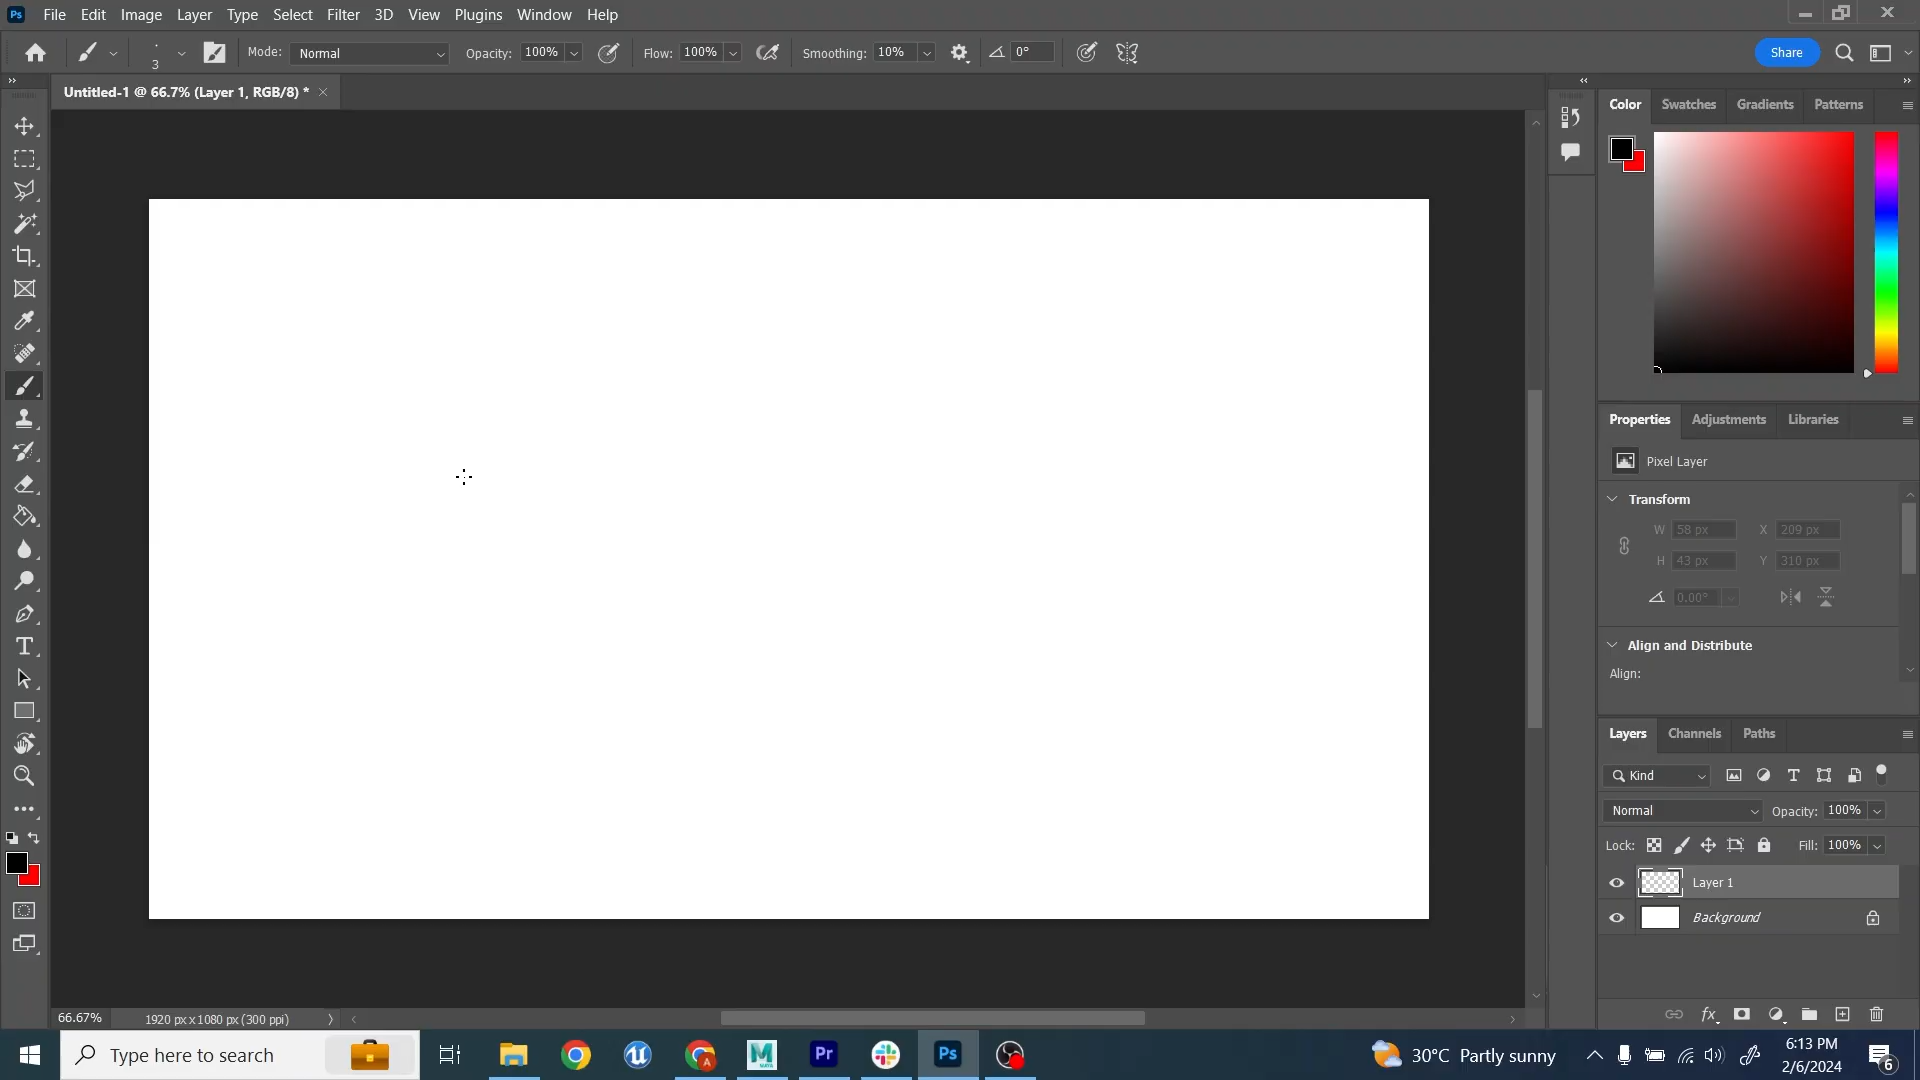 Ps File Edit Image Layer Type Select Filter 3D View Plugins Window Help
3 Mode: Normal Opacity: 100% Flow: 100% Smoothing: 10% 0° Share
Untitled-1 @ 66.7% (Layer 1, RGB/8) *
Color Swatches Gradients Patterns
Properties Adjustments Libraries
Pixel Layer
Transform
W 58 px X 209 px
H 43 px Y 310 px
0.00°
Align and Distribute
Align:
Layers Channels Paths
Kind
Normal Opacity: 100%
Lock: Fill: 100%
Layer 1
Background
66.67% 1920 px x 1080 px (300 ppi)
Type here to search
Pr Ps
30°C Partly sunny
6:13 PM
2/6/2024
6